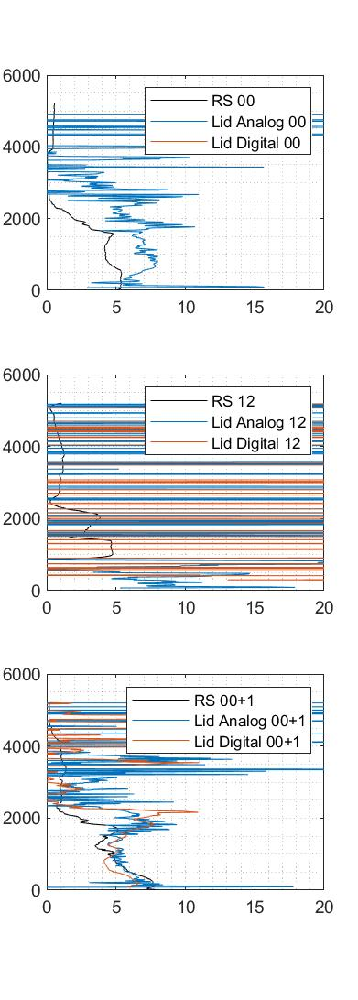 6000
4000
2000
0
RS 00
Lid Analog 00
Lid Digital 00
0 5 10 15 20
6000
4000
2000
0
RS 12
Lid Analog 12
Lid Digital 12
0 5 10 15 20
6000
4000
2000
0
RS 00+1
Lid Analog 00+1
Lid Digital 00+1
0 5 10 15 20